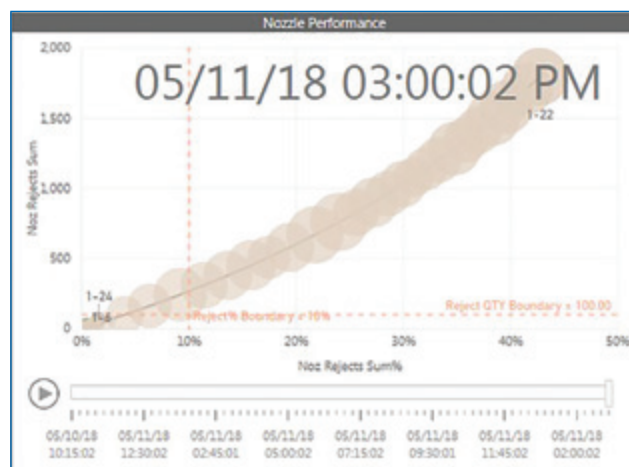 Nozzle Performance
2,000
05/11/18 03:00:02 PM
1,500
1-22
Noz Rejects Sum
1,000
500
1-24
1-6
Reject% Boundary = 10%
Reject QTY Boundary = 100.00
0
0% 10% 20% 30% 40% 50%
Noz Rejects Sum%
05/10/18 05/11/18 05/11/18 05/11/18 05/11/18 05/11/18 05/11/18 05/11/18
10:15:02 12:30:02 02:45:01 05:00:02 07:15:02 09:30:01 11:45:02 02:00:02